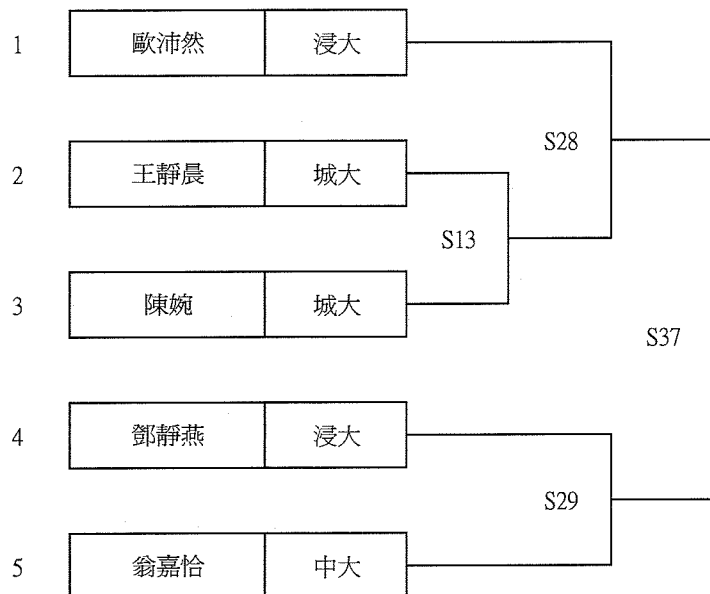 1 歐沛然 浸大
S28
2 王靜晨 城大
S13
3 陳婉 城大
S37
4 鄧靜燕 浸大
S29
5 翁嘉恰 中大